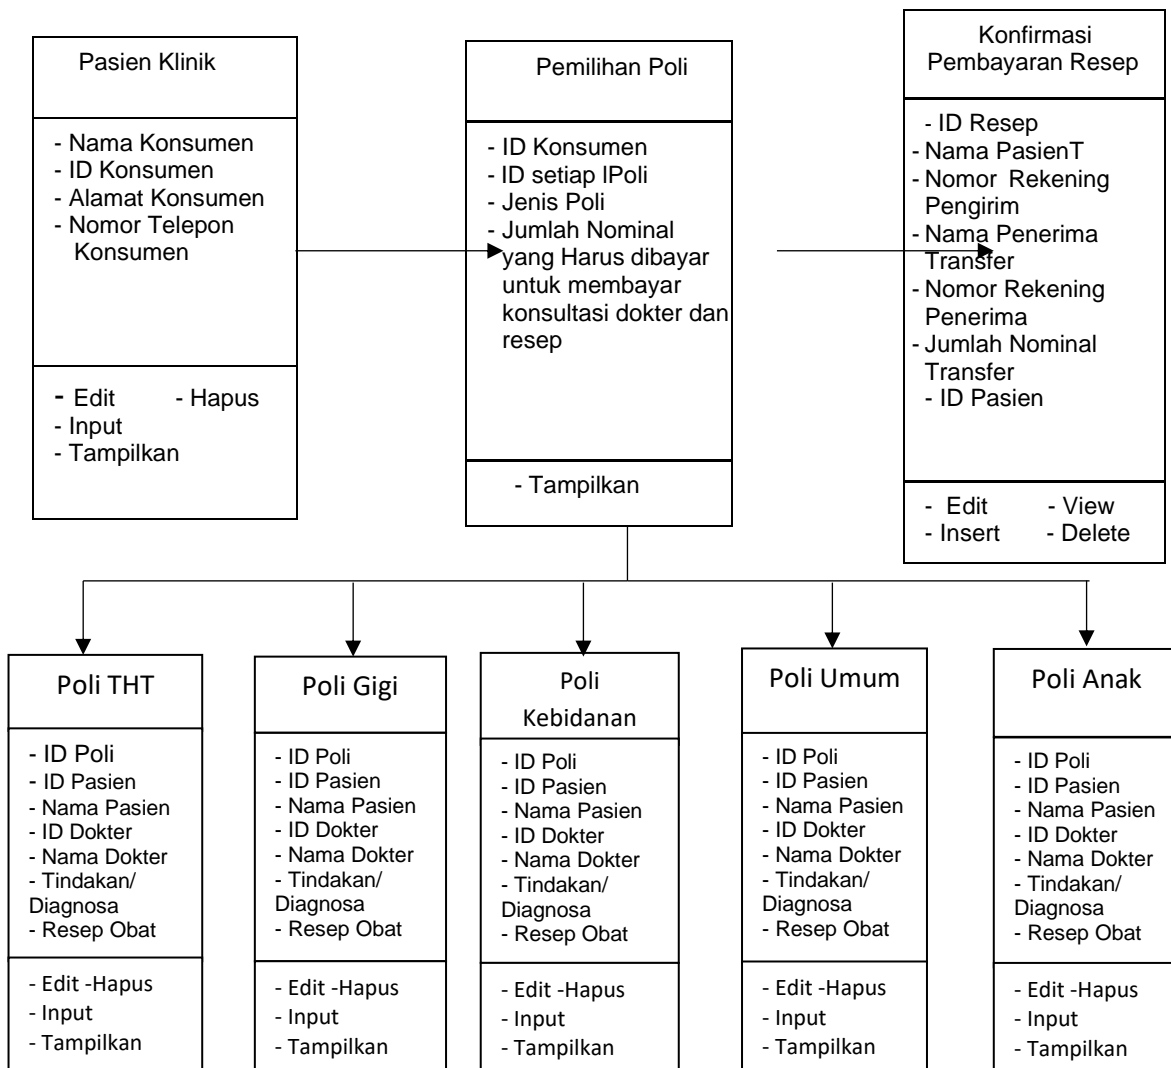 Pasien Klinik
- Nama Konsumen
- ID Konsumen
- Alamat Konsumen
- Nomor Telepon
Konsumen
- Edit - Hapus
- Input
- Tampilkan
Pemilihan Poli
- ID Konsumen
- ID setiap lPoli
- Jenis Poli
- Jumlah Nominal
yang Harus dibayar
untuk membayar
konsultasi dokter dan
resep
- Tampilkan
Konfirmasi
Pembayaran Resep
- ID Resep
- Nama PasienT
- Nomor Rekening
Pengirim
- Nama Penerima
Transfer
- Nomor Rekening
Penerima
- Jumlah Nominal
Transfer
- ID Pasien
- Edit - View
- Insert - Delete
Poli THT
- ID Poli
- ID Pasien
- Nama Pasien
- ID Dokter
- Nama Dokter
- Tindakan/
Diagnosa
- Resep Obat
- Edit -Hapus
- Input
- Tampilkan
Poli Gigi
- ID Poli
- ID Pasien
- Nama Pasien
- ID Dokter
- Nama Dokter
- Tindakan/
Diagnosa
- Resep Obat
- Edit -Hapus
- Input
- Tampilkan
Poli
Kebidanan
- ID Poli
- ID Pasien
- Nama Pasien
- ID Dokter
- Nama Dokter
- Tindakan/
Diagnosa
- Resep Obat
- Edit -Hapus
- Input
- Tampilkan
Poli Umum
- ID Poli
- ID Pasien
- Nama Pasien
- ID Dokter
- Nama Dokter
- Tindakan/
Diagnosa
- Resep Obat
- Edit -Hapus
- Input
- Tampilkan
Poli Anak
- ID Poli
- ID Pasien
- Nama Pasien
- ID Dokter
- Nama Dokter
- Tindakan/
Diagnosa
- Resep Obat
- Edit -Hapus
- Input
- Tampilkan